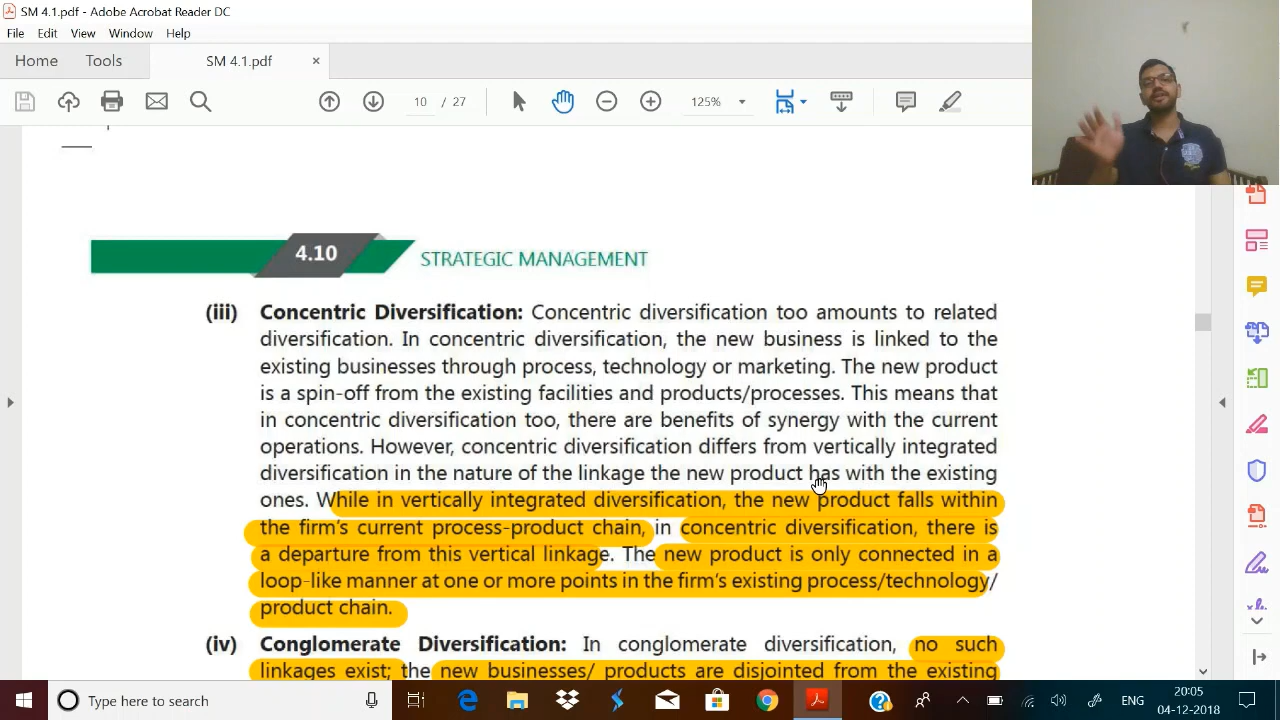 SM 4.1.pdf - Adobe Acrobat Reader DC
File Edit View Window Help
Home Tools SM 4.1.pdf ×
10 / 27 125%
4.10 STRATEGIC MANAGEMENT
(iii) Concentric Diversification: Concentric diversification too amounts to related
diversification. In concentric diversification, the new business is linked to the
existing businesses through process, technology or marketing. The new product
is a spin-off from the existing facilities and products/processes. This means that
in concentric diversification too, there are benefits of synergy with the current
operations. However, concentric diversification differs from vertically integrated
diversification in the nature of the linkage the new product has with the existing
ones. While in vertically integrated diversification, the new product falls within
the firm's current process-product chain, in concentric diversification, there is
a departure from this vertical linkage. The new product is only connected in a
loop-like manner at one or more points in the firm's existing process/technology/
product chain.
(iv) Conglomerate Diversification: In conglomerate diversification, no such
linkages exist; the new businesses/ products are disjointed from the existing
Type here to search
ENG
20:05
04-12-2018